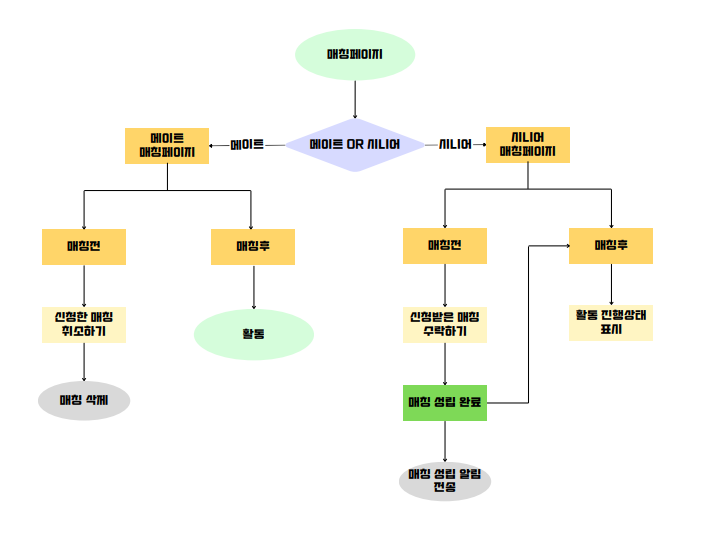 매칭페이지
메이트 OR 시니어
메이트
시니어
메이트
매칭페이지
시니어
매칭페이지
매칭전
매칭후
매칭전
매칭후
신청한 매칭
취소하기
활동
신청받은 매칭
수락하기
활동 진행상태
표시
매칭 삭제
매칭 성립 완료
매칭 성립 알림
전송